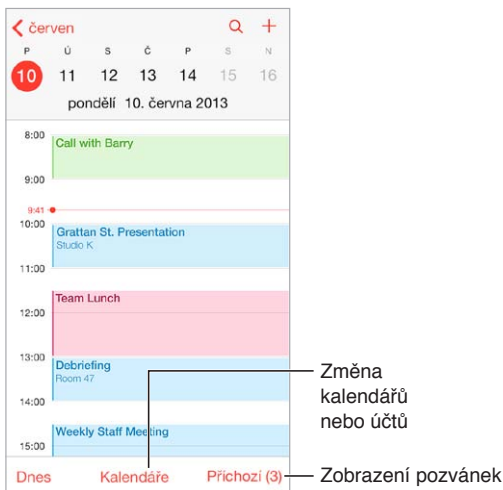 červen
P Ú S Č P S N
10 11 12 13 14 15 16
pondělí 10. června 2013
8:00
Call with Barry
9:00
9:41
10:00
Grattan St. Presentation
Studio K
11:00
Team Lunch
12:00
13:00
Debriefing
Room 47
14:00
Weekly Staff Meeting
15:00
Dnes Kalendáře Příchozí (3)
Změna
kalendářů
nebo účtů
Zobrazení pozvánek